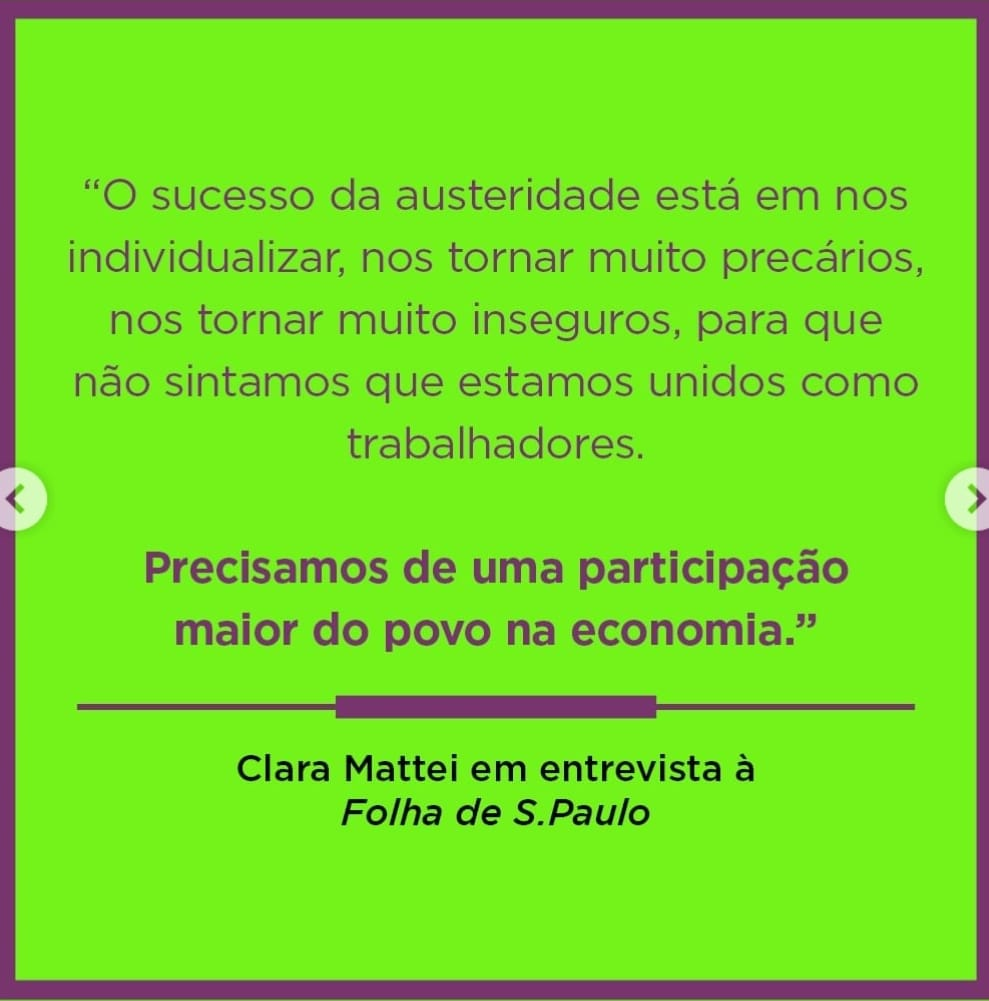 “O sucesso da austeridade está em nos
individualizar, nos tornar muito precários,
nos tornar muito inseguros, para que
não sintamos que estamos unidos como
trabalhadores.
Precisamos de uma participação
maior do povo na economia.”
Clara Mattei em entrevista à
Folha de S.Paulo